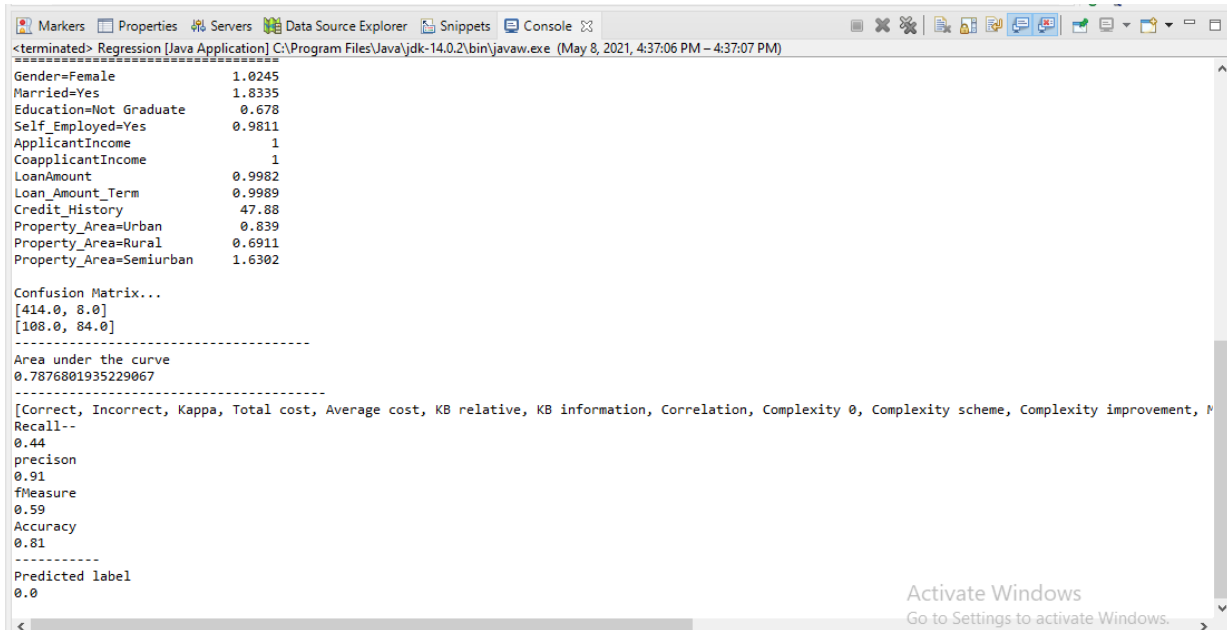 Markers Properties Servers Data Source Explorer Snippets Console
<terminated> Regression [Java Application] C:\Program Files\Java\jdk-14.0.2\bin\javaw.exe (May 8, 2021, 4:37:06 PM – 4:37:07 PM)
===================================
Gender=Female 1.0245
Married=Yes 1.8335
Education=Not Graduate 0.678
Self_Employed=Yes 0.9811
ApplicantIncome 1
CoapplicantIncome 1
LoanAmount 0.9982
Loan_Amount_Term 0.9989
Credit_History 47.88
Property_Area=Urban 0.839
Property_Area=Rural 0.6911
Property_Area=Semiurban 1.6302
Confusion Matrix...
[414.0, 8.0]
[108.0, 84.0]
---------------------------------------
Area under the curve
0.7876801935229067
-----------------------------------------
[Correct, Incorrect, Kappa, Total cost, Average cost, KB relative, KB information, Correlation, Complexity 0, Complexity scheme, Complexity improvement,
Recall--
0.44
precison
0.91
fMeasure
0.59
Accuracy
0.81
-----------
Predicted label
0.0
Activate Windows
Go to Settings to activate Windows.